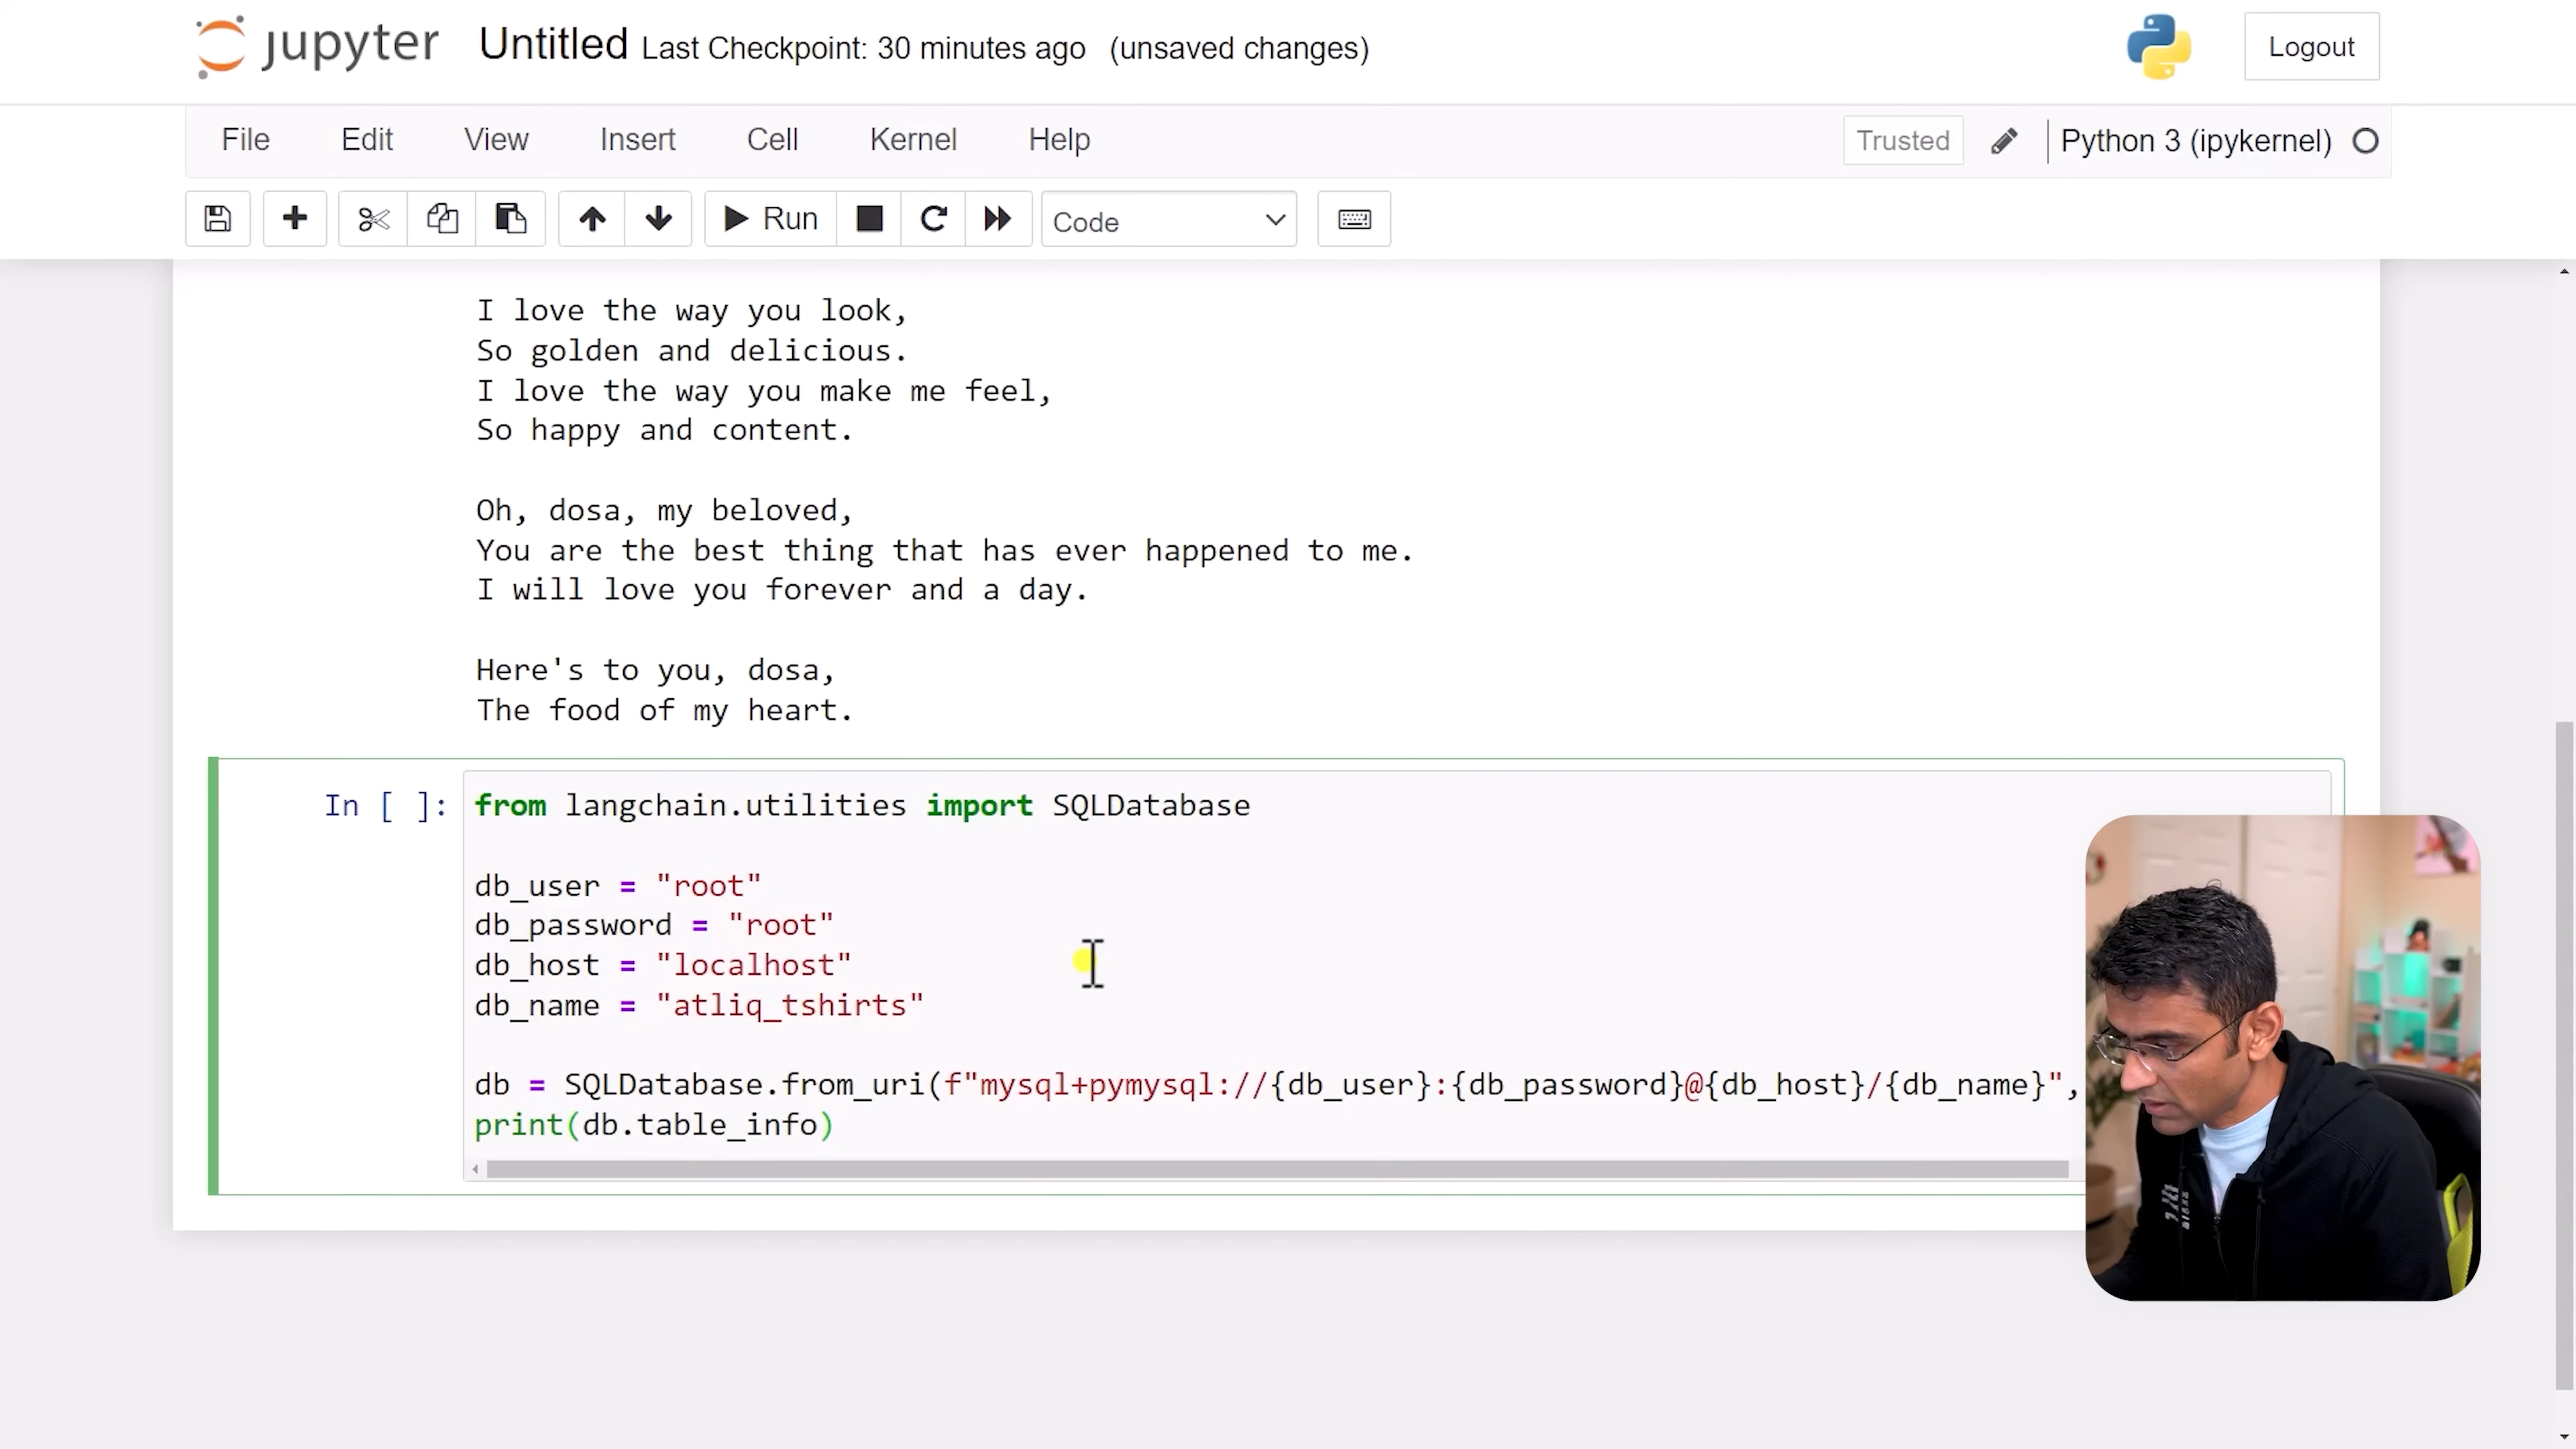 jupyter Untitled Last Checkpoint: 30 minutes ago (unsaved changes) Logout
File Edit View Insert Cell Kernel Help Trusted Python 3 (ipykernel)
Run Code
I love the way you look,
So golden and delicious.
I love the way you make me feel,
So happy and content.
Oh, dosa, my beloved,
You are the best thing that has ever happened to me.
I will love you forever and a day.
Here's to you, dosa,
The food of my heart.
In [ ]: from langchain.utilities import SQLDatabase
db_user = "root"
db_password = "root"
db_host = "localhost"
db_name = "atliq_tshirts"
db = SQLDatabase.from_uri(f"mysql+pymysql://{db_user}:{db_password}@{db_host}/{db_name}",
print(db.table_info)